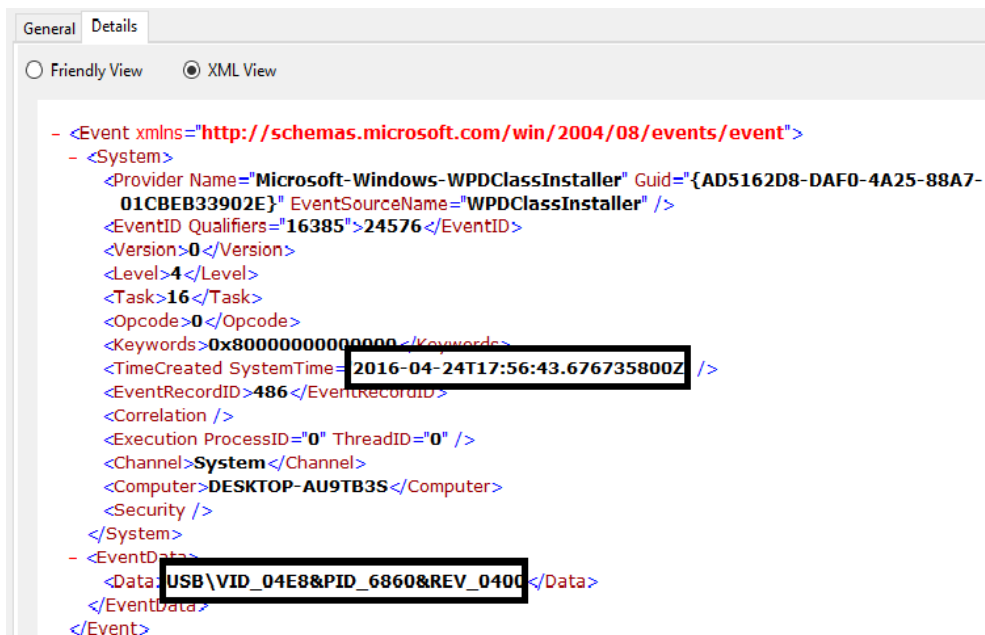 General Details
Friendly View XML View
- <Event xmlns="http://schemas.microsoft.com/win/2004/08/events/event">
- <System>
<Provider Name="Microsoft-Windows-WPDClassInstaller" Guid="{AD5162D8-DAF0-4A25-88A7-
01CBEB33902E}" EventSourceName="WPDClassInstaller" />
<EventID Qualifiers="16385">24576</EventID>
<Version>0</Version>
<Level>4</Level>
<Task>16</Task>
<Opcode>0</Opcode>
<Keywords>0x80000000000000</Keywords>
<TimeCreated SystemTime="2016-04-24T17:56:43.676735800Z" />
<EventRecordID>486</EventRecordID>
<Correlation />
<Execution ProcessID="0" ThreadID="0" />
<Channel>System</Channel>
<Computer>DESKTOP-AU9TB3S</Computer>
<Security />
</System>
- <EventData>
<Data>USB\VID_04E8&PID_6860&REV_0400</Data>
</EventData>
</Event>